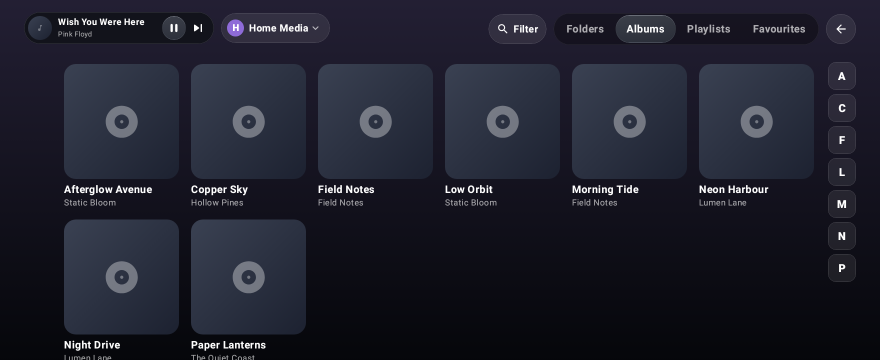 Wish You Were Here
Pink Floyd
H Home Media
Filter
Folders Albums Playlists Favourites
Afterglow Avenue
Static Bloom
Copper Sky
Hollow Pines
Field Notes
Field Notes
Low Orbit
Static Bloom
Morning Tide
Field Notes
Neon Harbour
Lumen Lane
Night Drive
Lumen Lane
Paper Lanterns
The Quiet Coast
A
C
F
L
M
N
P